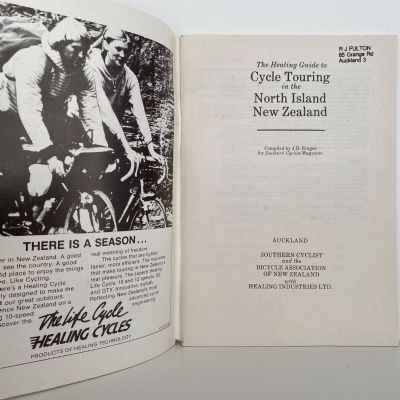 THERE IS A SEASON...
er in New Zealand. A good
see the country. A good
d place to enjoy the things
ve. Like Cycling.
ere's a Healing Cycle
ly designed to make the
our great outdoors.
ence New Zealand on a
10-speed
scover the
real meaning of freedom.
The cycles that are lighter,
faster, more efficient. The machines
that make touring in New Zealand's
real pleasure. The superb Healing
Life Cycle. 10 and 12 speeds, SE
and GTX. Innovative, stylish.
Reflecting New Zealand's most
advanced cycle
engineering.
The Life Cycle
HEALING CYCLES
PRODUCTS OF HEALING TECHNOLOGY
R J FULTON
65 Grange Rd
Auckland 3
The Healing Guide to
Cycle Touring
in the
North Island
New Zealand
Compiled by J.B. Ringer
for Southern Cyclist Magazine.
AUCKLAND
SOUTHERN CYCLIST
and the
BICYCLE ASSOCIATION
OF NEW ZEALAND
with
HEALING INDUSTRIES LTD.